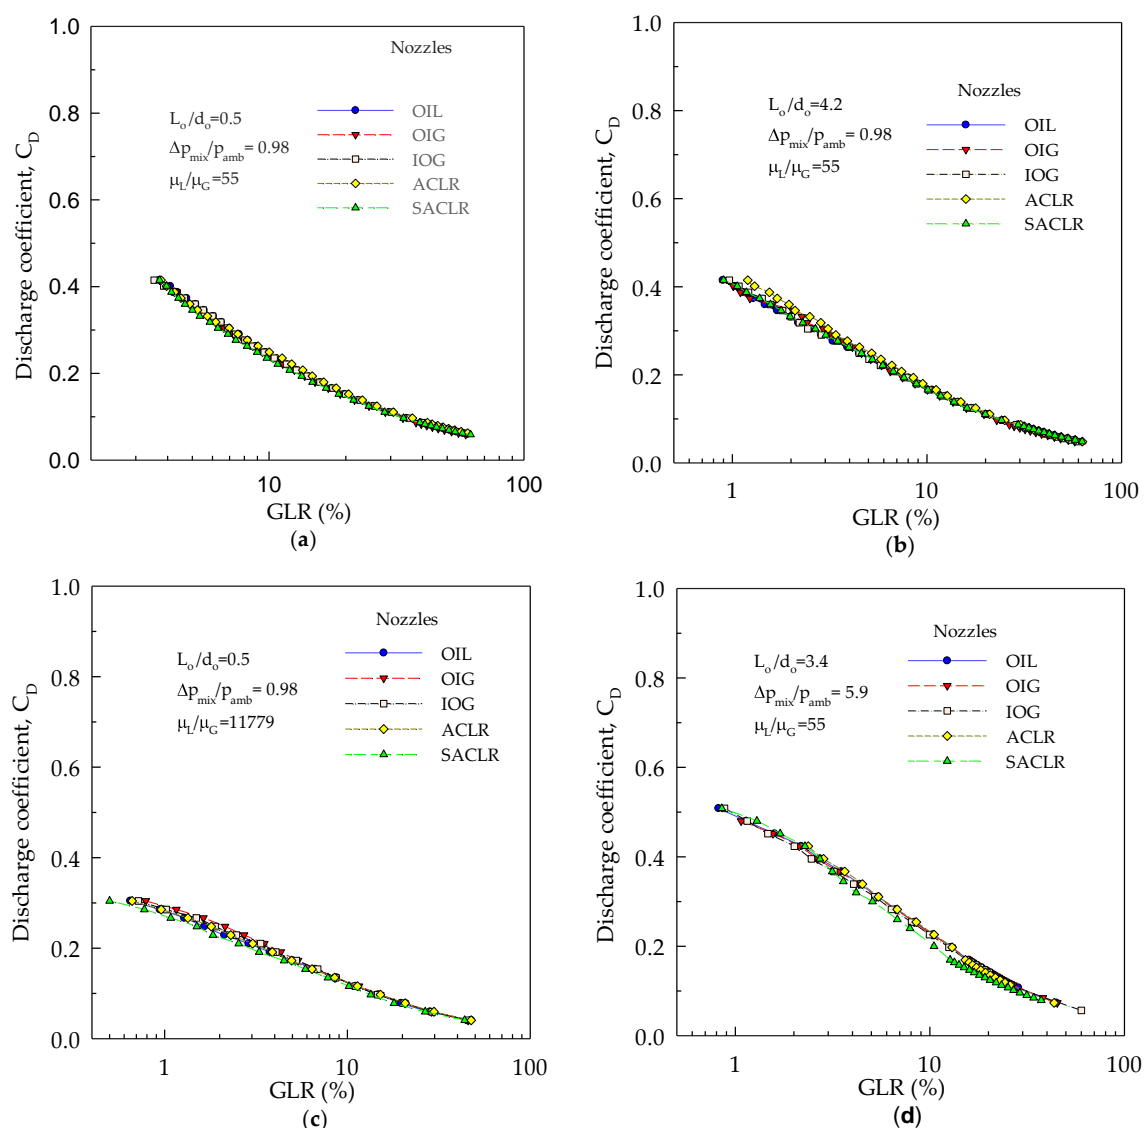 Discharge coefficient, C_D
1.0
0.8
0.6
0.4
0.2
0.0
Nozzles
L_o/d_o=0.5
Δp_mix/p_amb= 0.98
μ_L/μ_G=55
OIL
OIG
IOG
ACLR
SACLR
10
100
GLR (%)
(a)
Discharge coefficient, C_D
1.0
0.8
0.6
0.4
0.2
0.0
Nozzles
L_o/d_o=4.2
Δp_mix/p_amb= 0.98
μ_L/μ_G=55
OIL
OIG
IOG
ACLR
SACLR
1
10
100
GLR (%)
(b)
Discharge coefficient, C_D
1.0
0.8
0.6
0.4
0.2
0.0
Nozzles
L_o/d_o=0.5
Δp_mix/p_amb= 0.98
μ_L/μ_G=11779
OIL
OIG
IOG
ACLR
SACLR
1
10
100
GLR (%)
(c)
Discharge coefficient, C_D
1.0
0.8
0.6
0.4
0.2
0.0
Nozzles
L_o/d_o=3.4
Δp_mix/p_amb= 5.9
μ_L/μ_G=55
OIL
OIG
IOG
ACLR
SACLR
1
10
100
GLR (%)
(d)